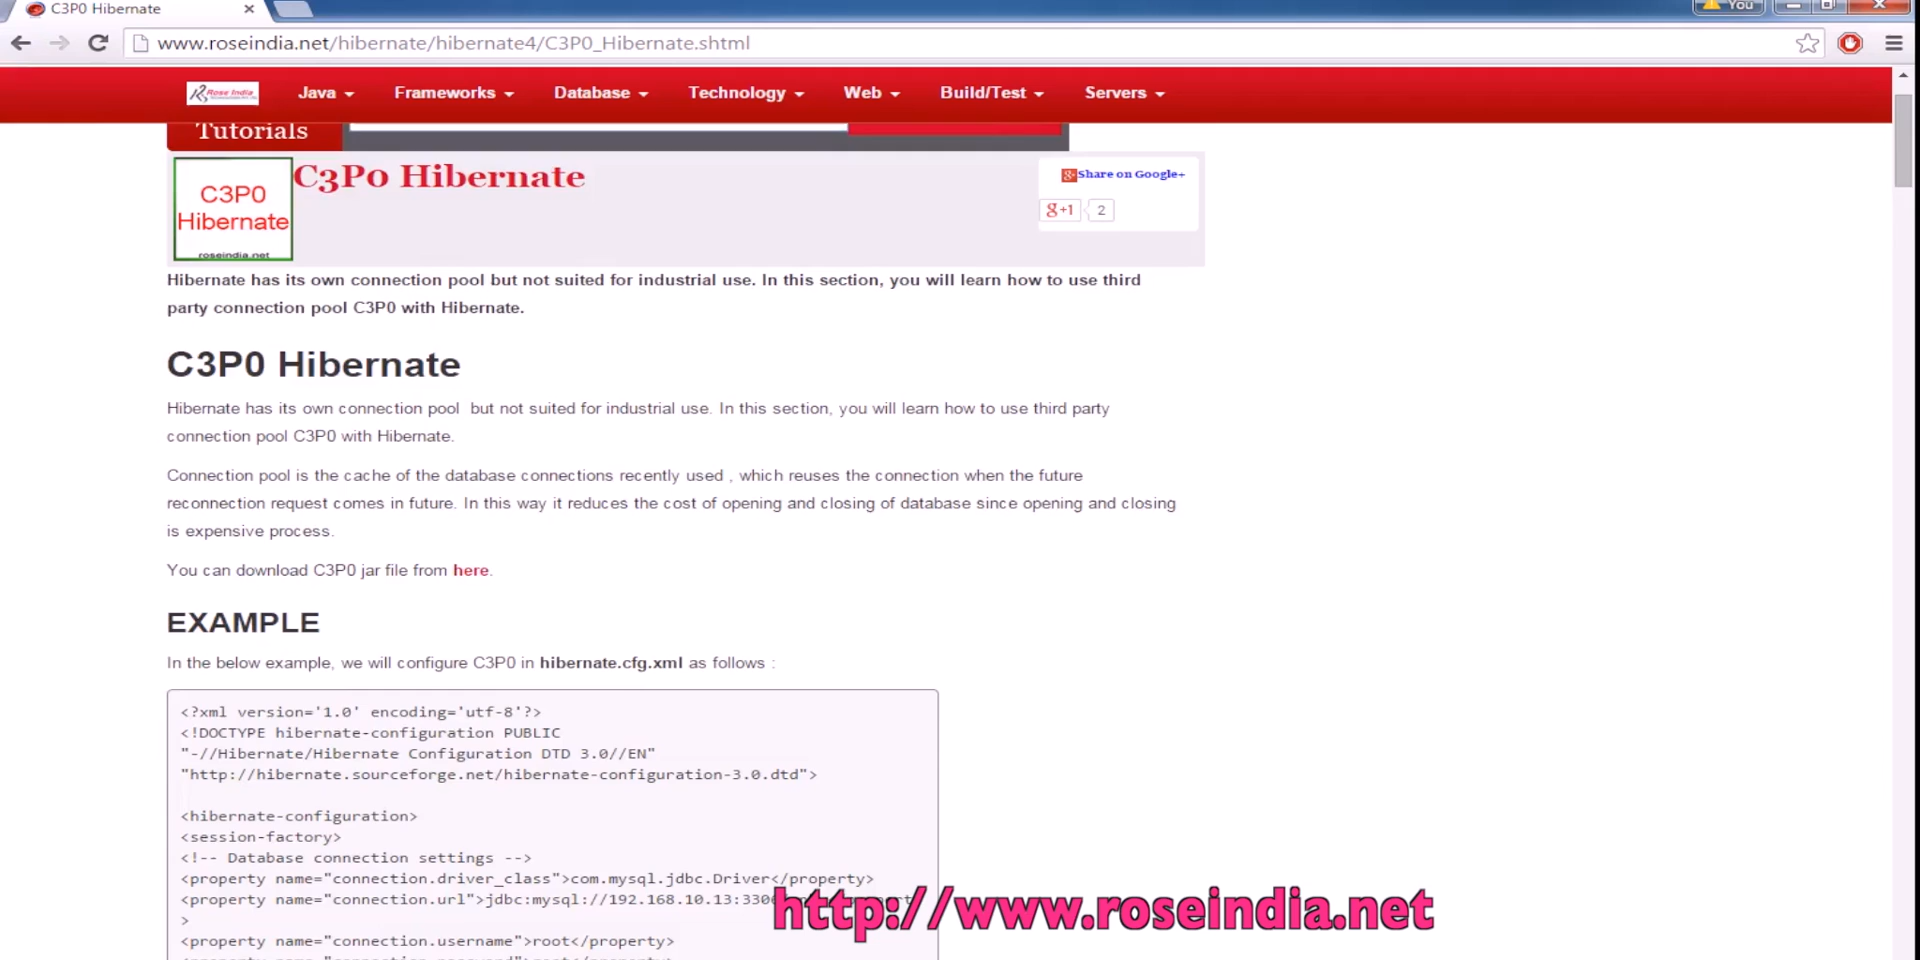 C3P0 Hibernate
You
www.roseindia.net/hibernate/hibernate4/C3P0_Hibernate.shtml
Rose India
Java Frameworks Database Technology Web Build/Test Servers
Tutorials
C3P0 Hibernate
roseindia.net
C3P0 Hibernate
Share on Google+
g+1 2
Hibernate has its own connection pool but not suited for industrial use. In this section, you will learn how to use third
party connection pool C3P0 with Hibernate.
C3P0 Hibernate
Hibernate has its own connection pool but not suited for industrial use. In this section, you will learn how to use third party
connection pool C3P0 with Hibernate.
Connection pool is the cache of the database connections recently used , which reuses the connection when the future
reconnection request comes in future. In this way it reduces the cost of opening and closing of database since opening and closing
is expensive process.
You can download C3P0 jar file from here.
EXAMPLE
In the below example, we will configure C3P0 in hibernate.cfg.xml as follows :
<?xml version='1.0' encoding='utf-8'?>
<!DOCTYPE hibernate-configuration PUBLIC
"-//Hibernate/Hibernate Configuration DTD 3.0//EN"
"http://hibernate.sourceforge.net/hibernate-configuration-3.0.dtd">
<hibernate-configuration>
<session-factory>
<!-- Database connection settings -->
<property name="connection.driver_class">com.mysql.jdbc.Driver</property>
<property name="connection.url">jdbc:mysql://192.168.10.13:330
>
<property name="connection.username">root</property>
http://www.roseindia.net